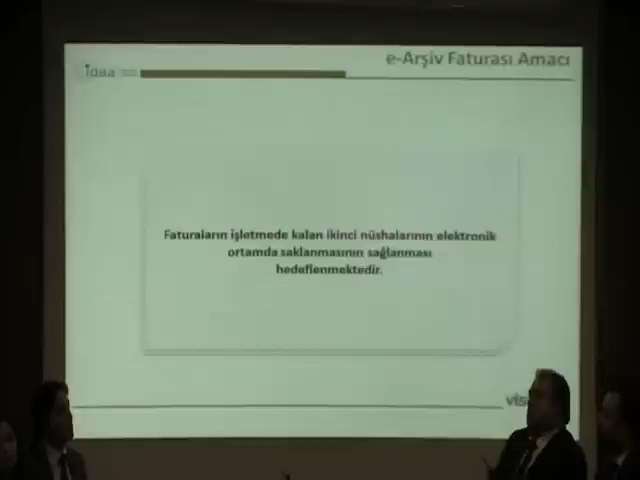 e-Arşiv Faturası Amacı
Faturaların işletmede kalan ikinci nüshalarının elektronik
ortamda saklanmasının sağlanması
hedeflenmektedir.